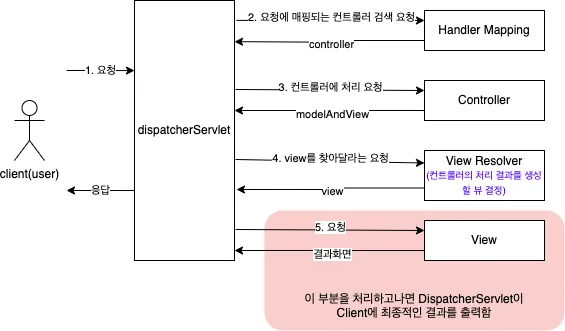 2. 요청에 매핑되는 컨트롤러 검색 요청
Handler Mapping
controller
1. 요청
3. 컨트롤러에 처리 요청
Controller
modelAndView
dispatcherServlet
4. view를 찾아달라는 요청
View Resolver
(컨트롤러의 처리 결과를 생성
할 뷰 결정)
client(user)
응답
view
5. 요청
View
결과화면
이 부분을 처리하고나면 DispatcherServlet이
Client에 최종적인 결과를 출력함